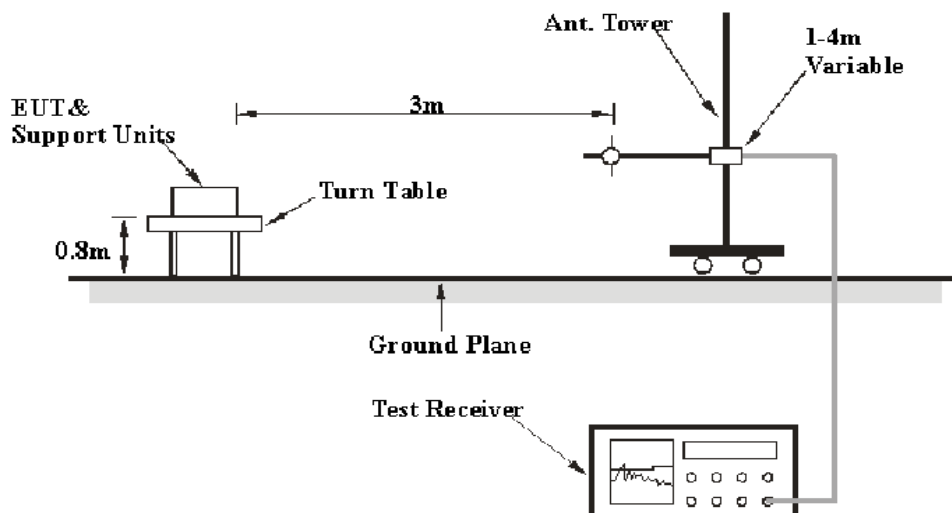 Ant. Tower
1-4m
Variable
EUT&
Support Units
3m
Turn Table
0.8m
Ground Plane
Test Receiver